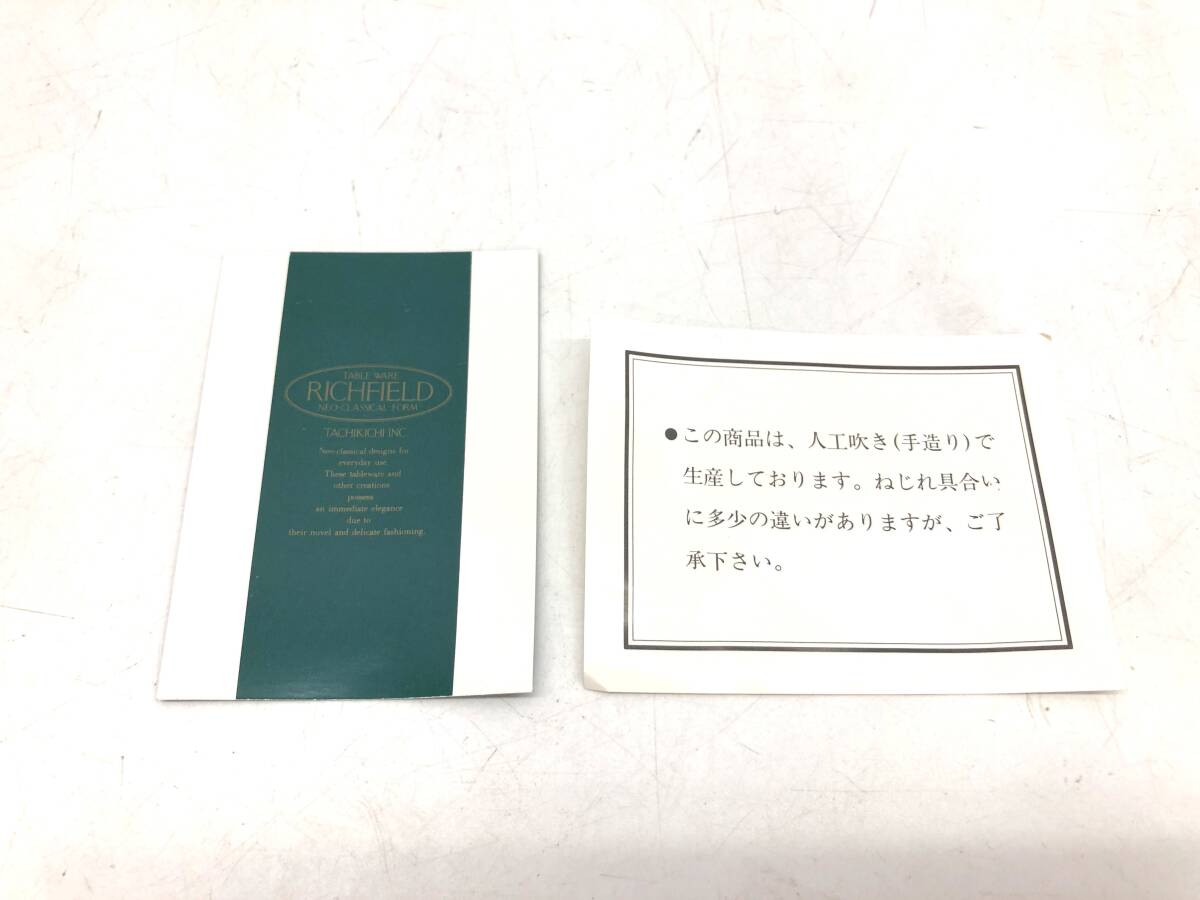 TABLE WARE
RICHFIELD
NEO-CLASSICAL FORM
TACHIKICHI INC
Neo-classical designs for
everyday use
These tableware and
other creations
possess
an immediate elegance
due to
their novel and delicate fashioning.
●この商品は、人工吹き(手造り)で
生産しております。ねじれ具合い
に多少の違いがありますが、ご了
承下さい。